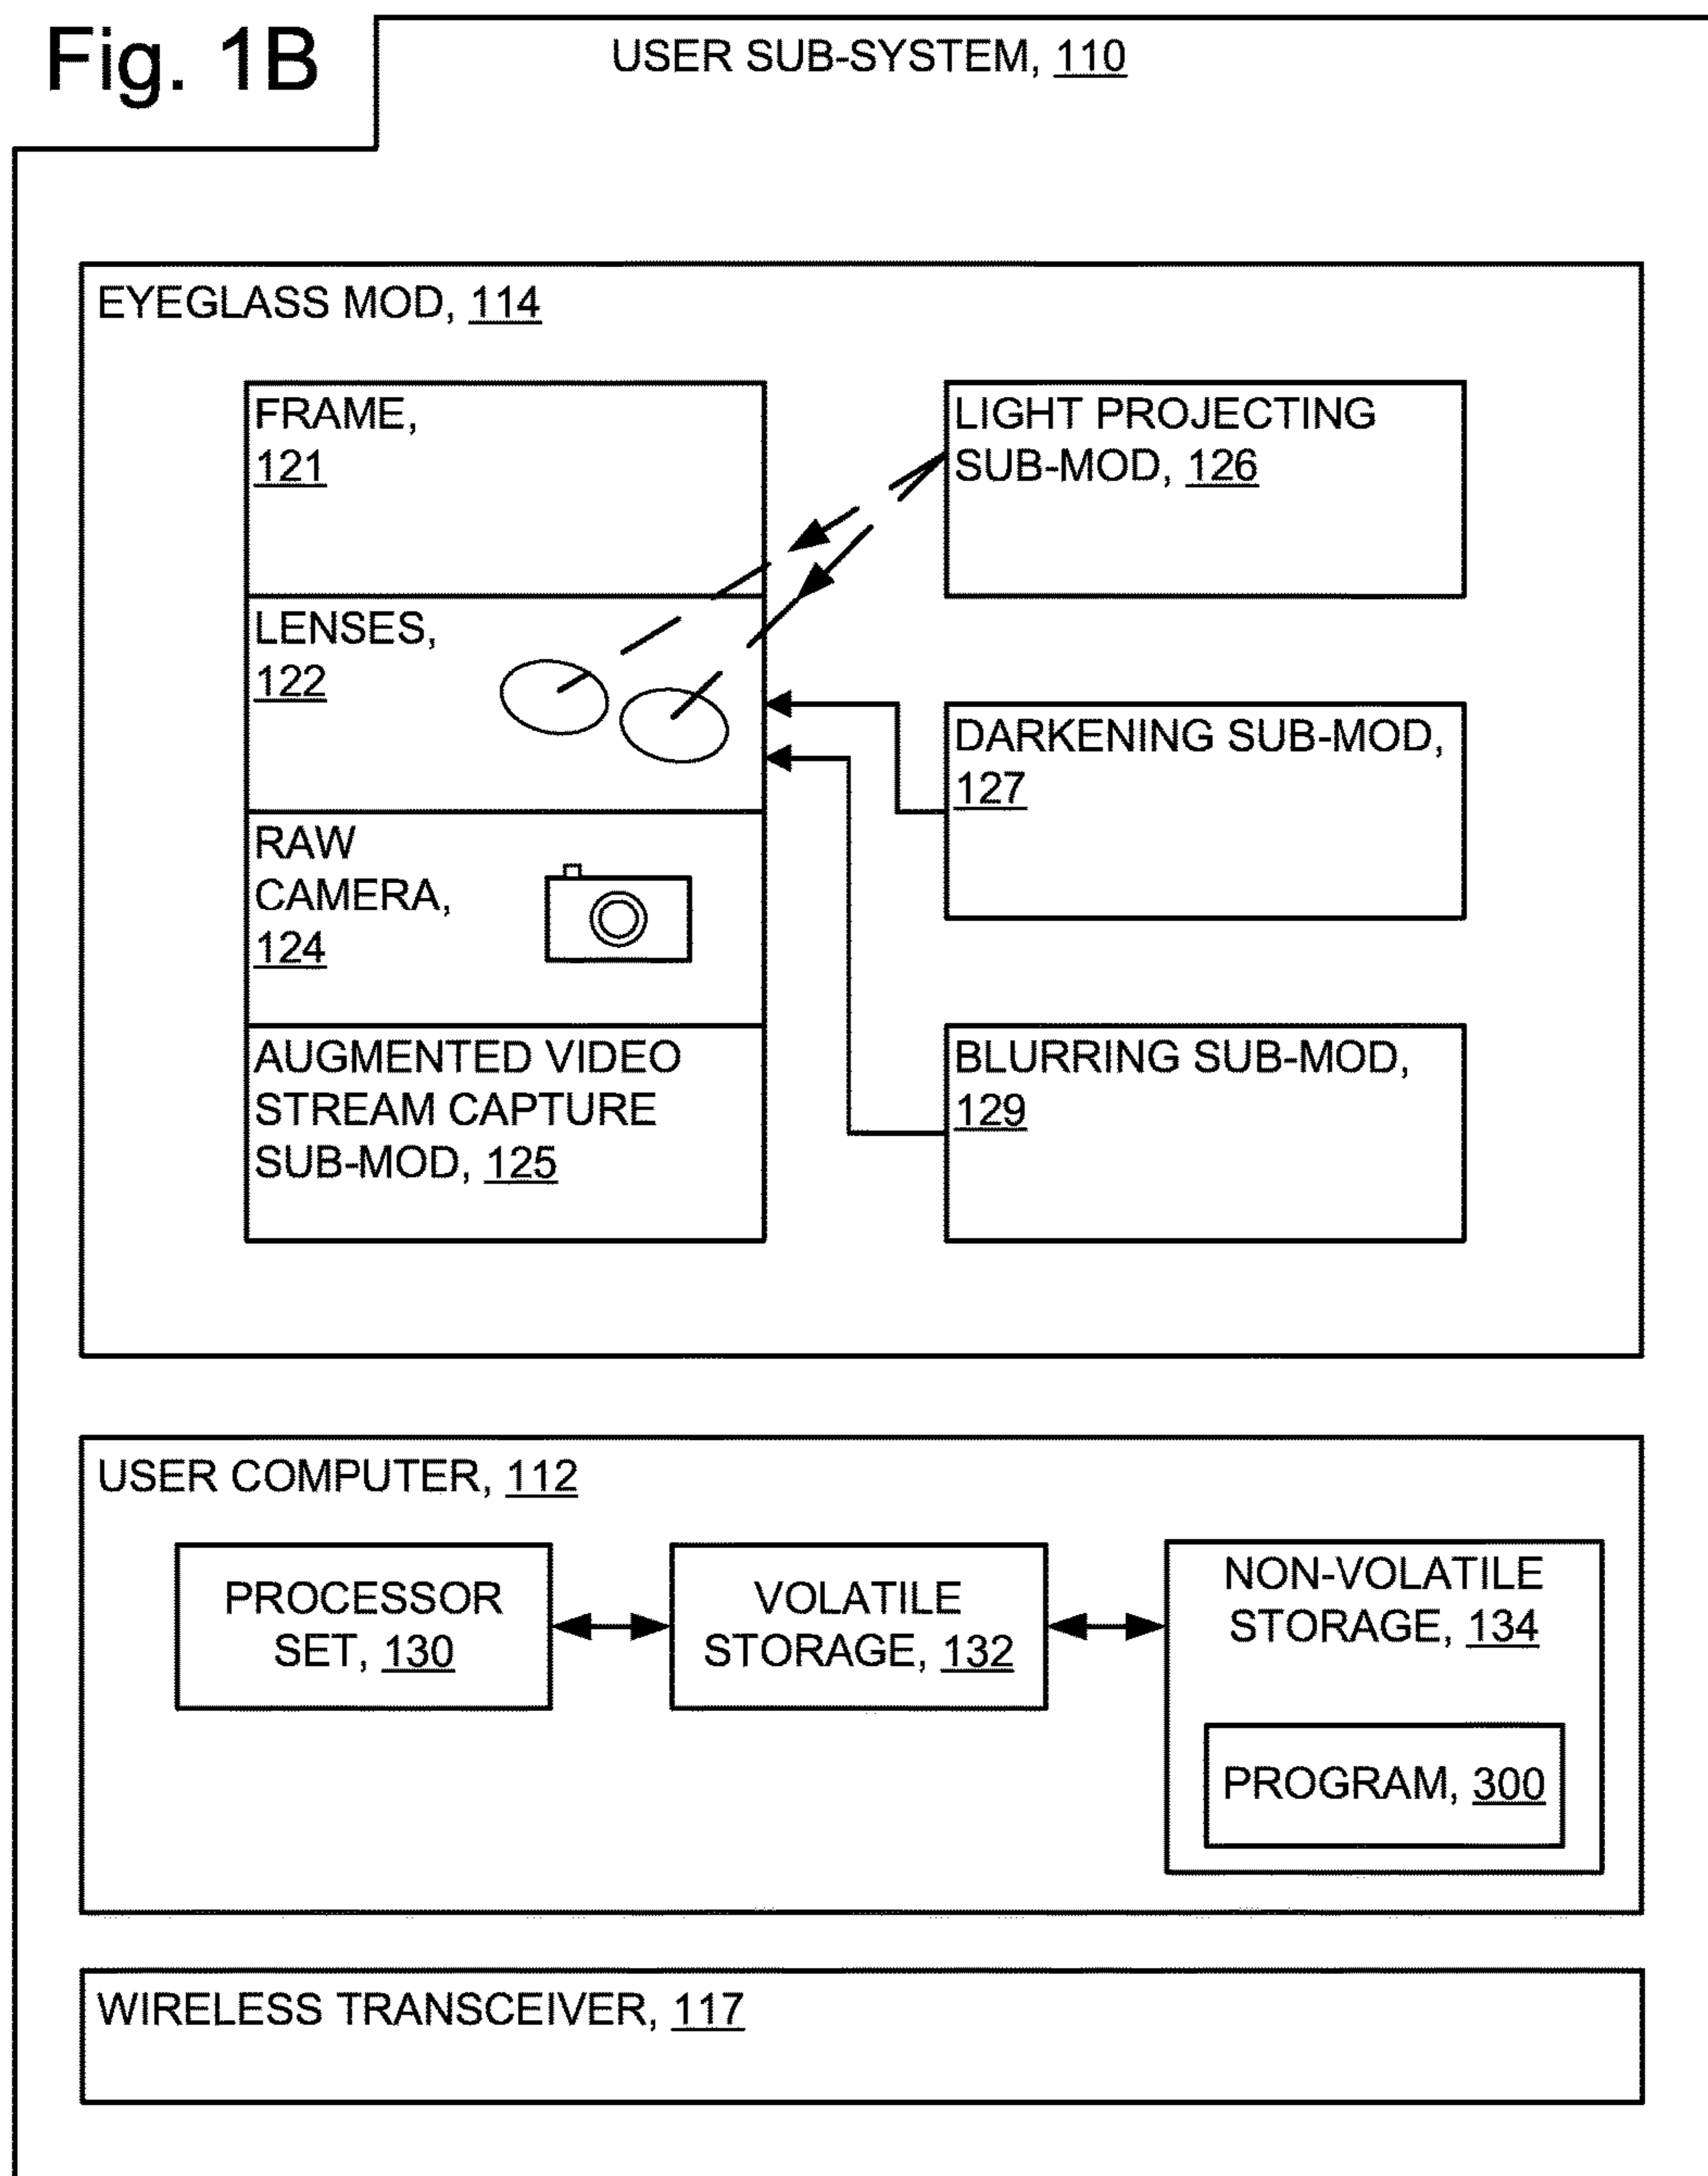 Fig. 1B
USER SUB-SYSTEM, 110
EYEGLASS MOD, 114
FRAME,
121
LENSES,
122
RAW
CAMERA,
124
AUGMENTED VIDEO
STREAM CAPTURE
SUB-MOD, 125
LIGHT PROJECTING
SUB-MOD, 126
DARKENING SUB-MOD,
127
BLURRING SUB-MOD,
129
USER COMPUTER, 112
PROCESSOR
SET, 130
VOLATILE
STORAGE, 132
NON-VOLATILE
STORAGE, 134
PROGRAM, 300
WIRELESS TRANSCEIVER, 117